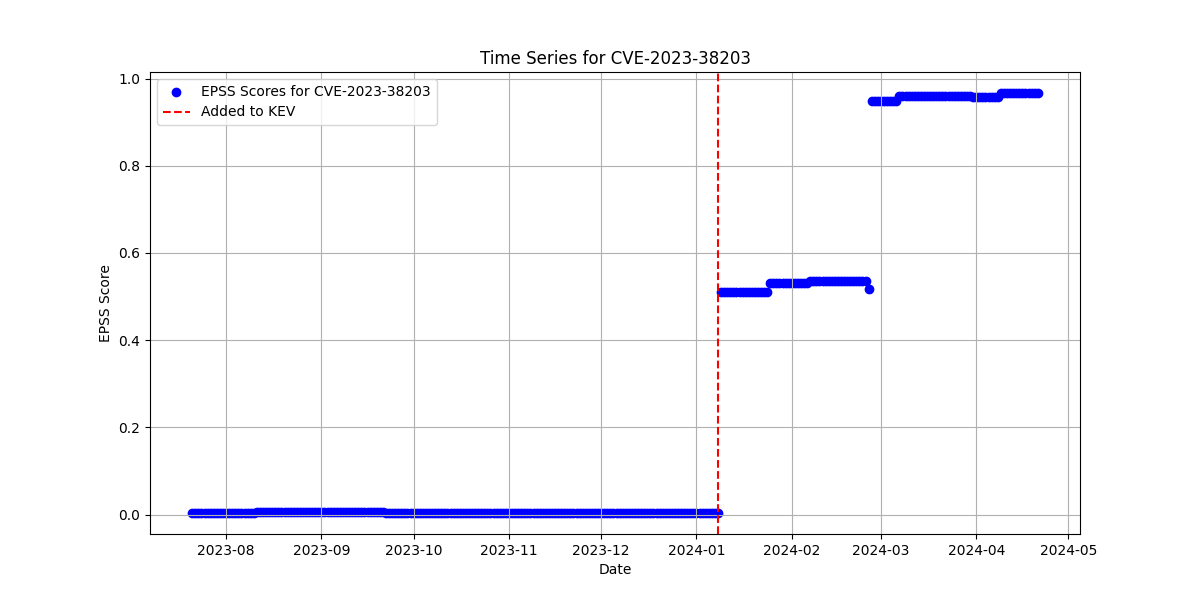 Time Series for CVE-2023-38203
EPSS Scores for CVE-2023-38203
Added to KEV
1.0
0.8
0.6
0.4
0.2
0.0
EPSS Score
2023-08 2023-09 2023-10 2023-11 2023-12 2024-01 2024-02 2024-03 2024-04 2024-05
Date